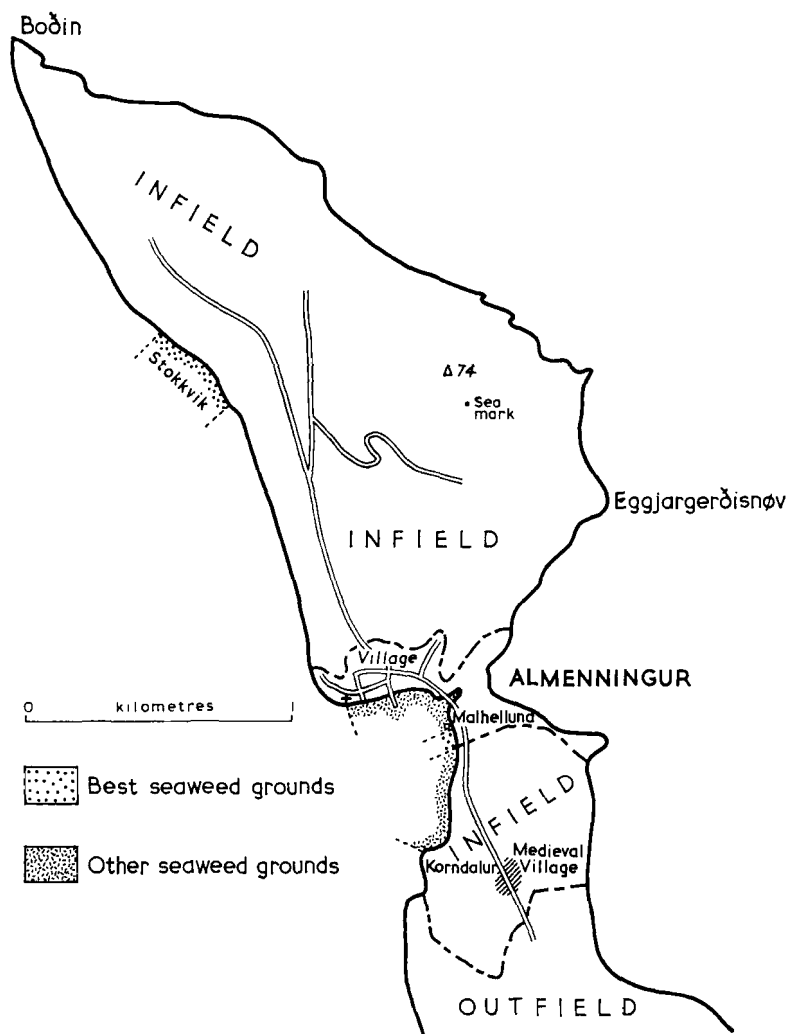 Boðin
INFIELD
Stokkvik
Δ 74
Sea
mark
Eggjargerðisnøv
INFIELD
Village
ALMENNINGUR
0 kilometres 1
Malhellund
Best seaweed grounds
INFIELD
Other seaweed grounds
Korndalur
Medieval
Village
OUTFIELD